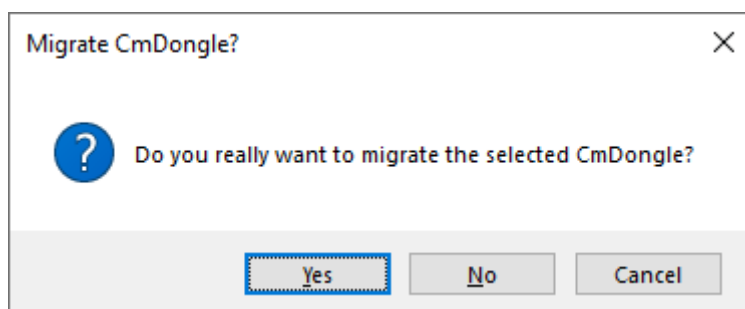 Migrate CmDongle?
Do you really want to migrate the selected CmDongle?
Yes No Cancel